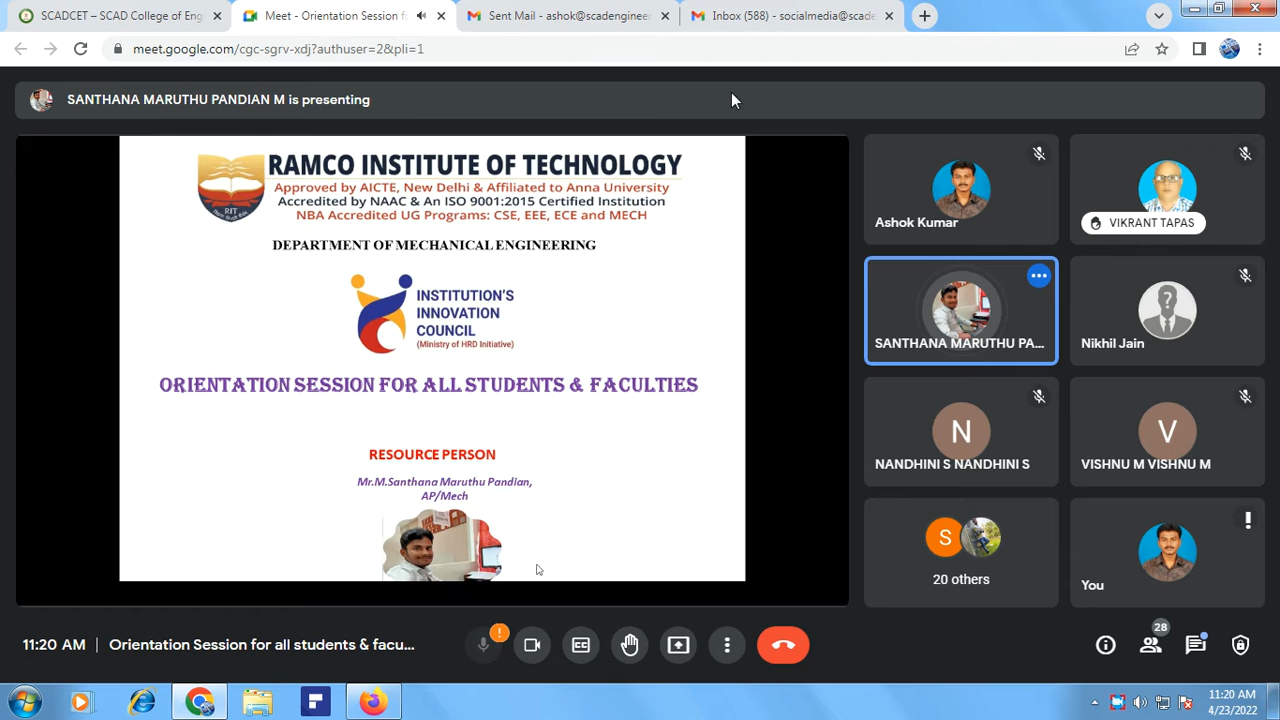 SCADCET – SCAD College of Eng
Meet - Orientation Session f
Sent Mail - ashok@scadengineer
Inbox (588) - socialmedia@scade
meet.google.com/cgc-sgrv-xdj?authuser=2&pli=1
SANTHANA MARUTHU PANDIAN M is presenting
RAMCO INSTITUTE OF TECHNOLOGY
Approved by AICTE, New Delhi & Affiliated to Anna University
Accredited by NAAC & An ISO 9001:2015 Certified Institution
NBA Accredited UG Programs: CSE, EEE, ECE and MECH
RIT
DEPARTMENT OF MECHANICAL ENGINEERING
INSTITUTION'S
INNOVATION
COUNCIL
(Ministry of HRD Initiative)
ORIENTATION SESSION FOR ALL STUDENTS & FACULTIES
RESOURCE PERSON
Mr.M.Santhana Maruthu Pandian,
AP/Mech
Ashok Kumar
VIKRANT TAPAS
SANTHANA MARUTHU PA...
Nikhil Jain
N
NANDHINI S NANDHINI S
V
VISHNU M VISHNU M
S
20 others
You
11:20 AM | Orientation Session for all students & facu...
28
11:20 AM
4/23/2022